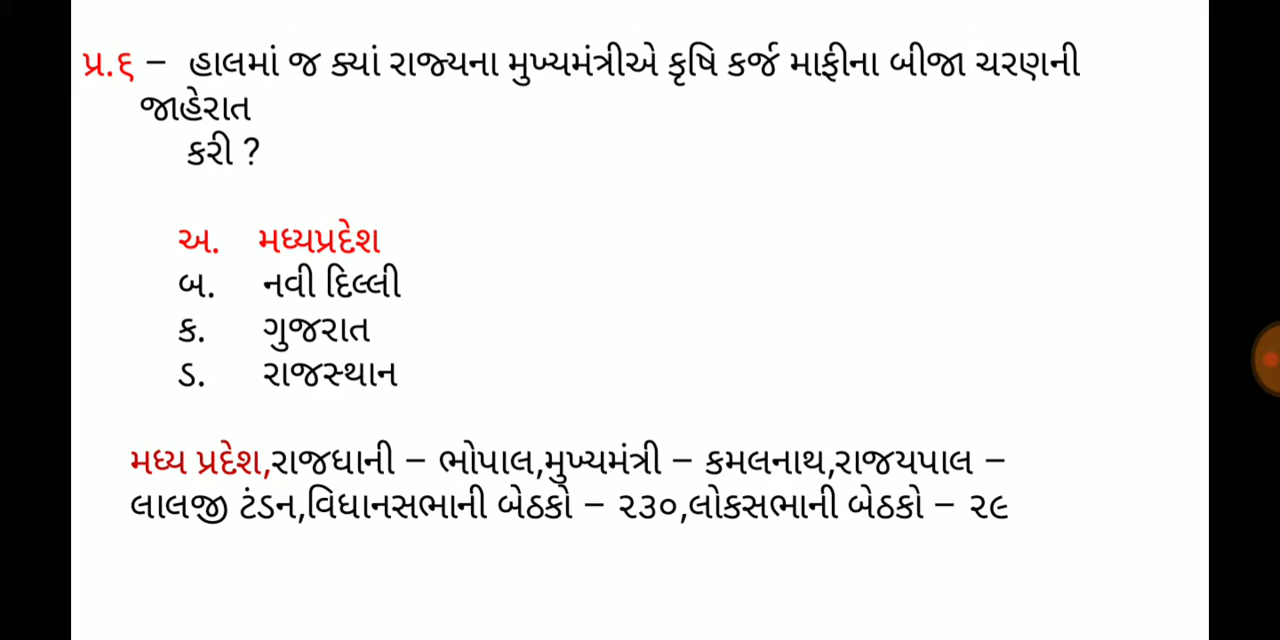 પ્ર.૬ – હાલમાં જ ક્યાં રાજ્યના મુખ્યમંત્રીએ કૃષિ કર્જ માફીના બીજા ચરણની
જાહેરાત
કરી ?
અ. મધ્યપ્રદેશ
બ. નવી દિલ્લી
ક. ગુજરાત
ડ. રાજસ્થાન
મધ્ય પ્રદેશ,રાજધાની – ભોપાલ,મુખ્યમંત્રી – કમલનાથ,રાજયપાલ –
લાલજી ટંડન,વિધાનસભાની બેઠકો – ૨૩૦,લોકસભાની બેઠકો – ૨૯